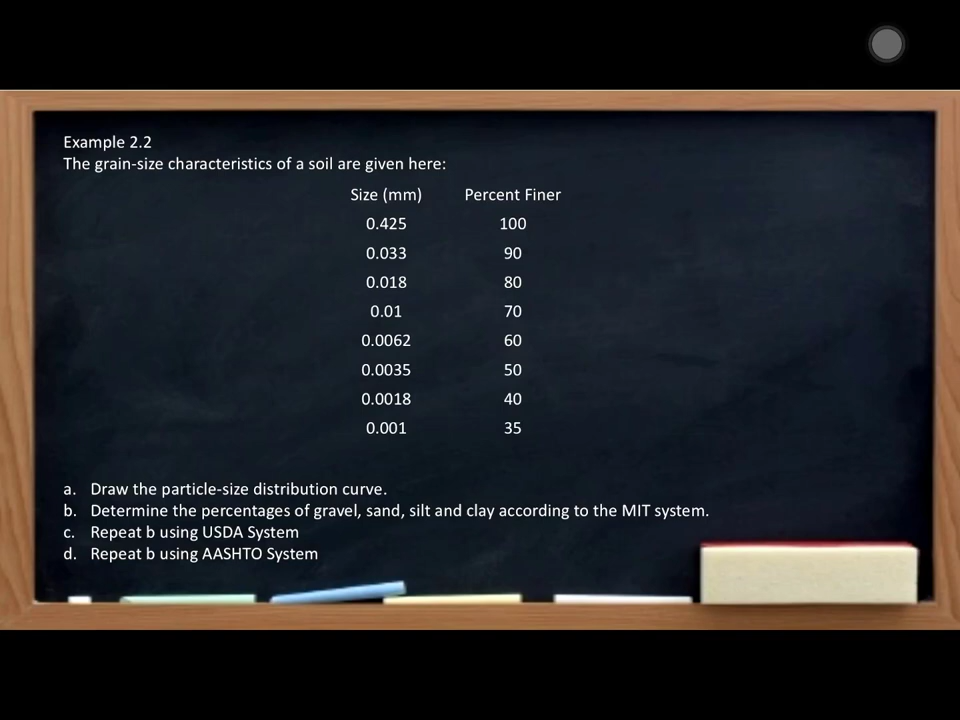 Example 2.2
The grain-size characteristics of a soil are given here:
Size (mm) Percent Finer
0.425 100
0.033 90
0.018 80
0.01 70
0.0062 60
0.0035 50
0.0018 40
0.001 35
a. Draw the particle-size distribution curve.
b. Determine the percentages of gravel, sand, silt and clay according to the MIT system.
c. Repeat b using USDA System
d. Repeat b using AASHTO System